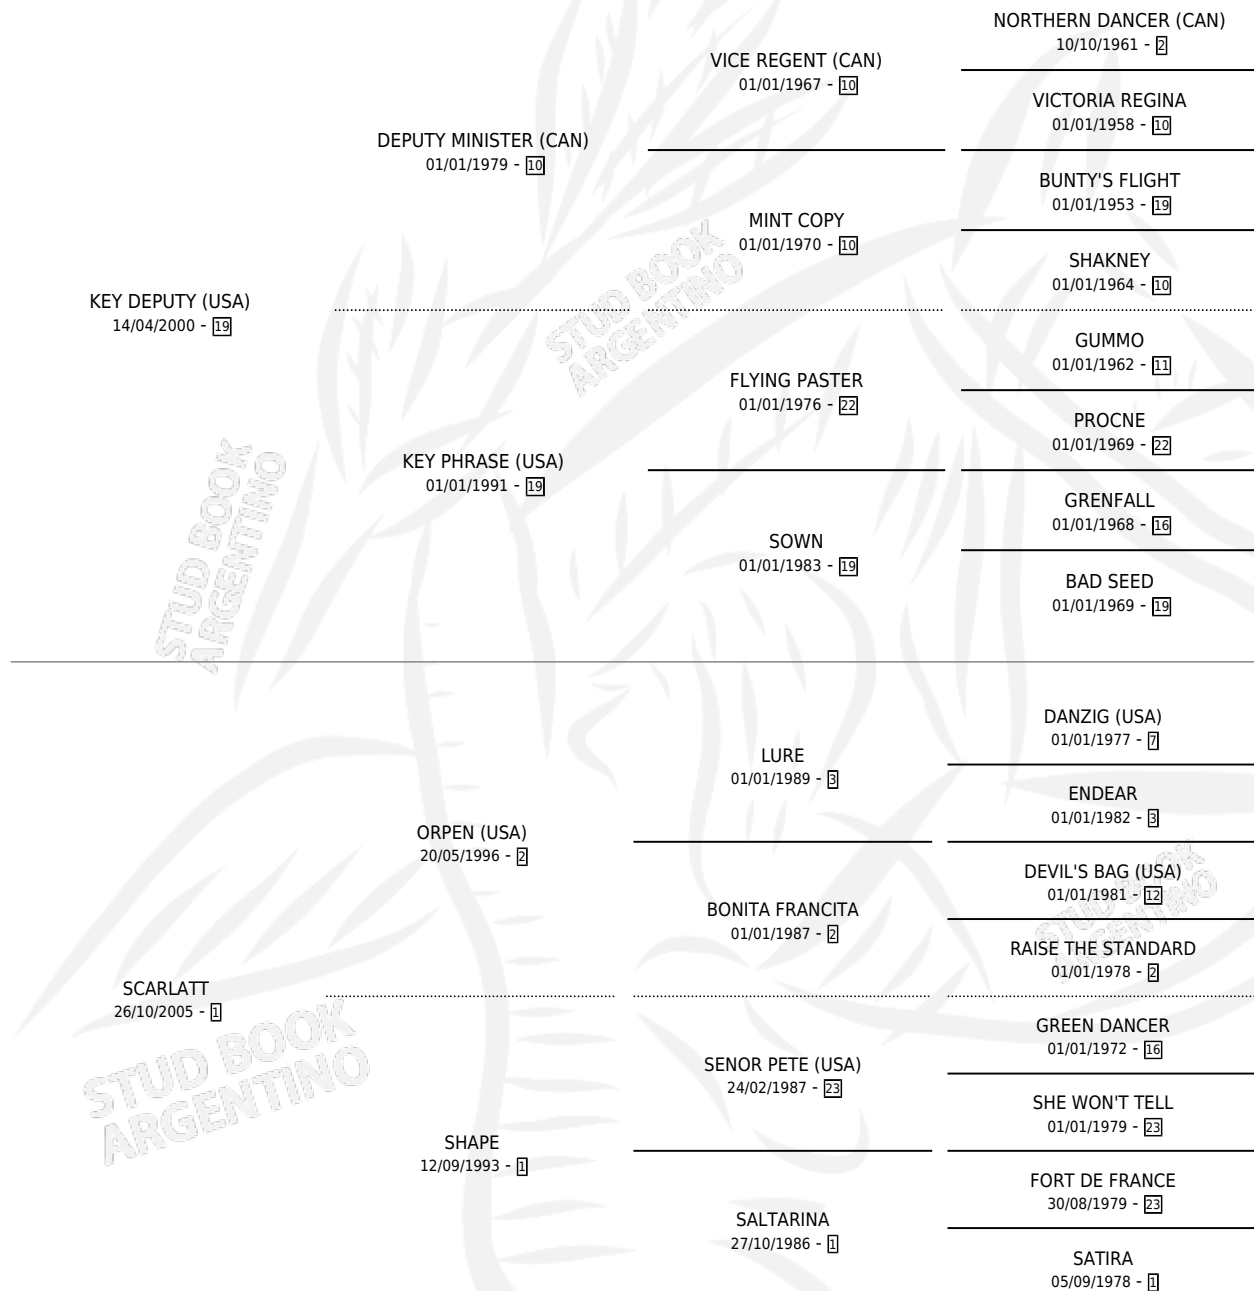 NORTHERN DANCER (CAN)
10/10/1961 - 2
VICE REGENT (CAN)
01/01/1967 - 10
VICTORIA REGINA
01/01/1958 - 10
DEPUTY MINISTER (CAN)
01/01/1979 - 10
BUNTY'S FLIGHT
01/01/1953 - 19
MINT COPY
01/01/1970 - 10
SHAKNEY
01/01/1964 - 10
KEY DEPUTY (USA)
14/04/2000 - 19
GUMMO
01/01/1962 - 11
FLYING PASTER
01/01/1976 - 22
PROCNE
01/01/1969 - 22
KEY PHRASE (USA)
01/01/1991 - 19
GRENFALL
01/01/1968 - 16
SOWN
01/01/1983 - 19
BAD SEED
01/01/1969 - 19
DANZIG (USA)
01/01/1977 - 7
LURE
01/01/1989 - 3
ENDEAR
01/01/1982 - 3
ORPEN (USA)
20/05/1996 - 2
DEVIL'S BAG (USA)
01/01/1981 - 12
BONITA FRANCITA
01/01/1987 - 2
RAISE THE STANDARD
01/01/1978 - 2
SCARLATT
26/10/2005 - 1
GREEN DANCER
01/01/1972 - 16
SENOR PETE (USA)
24/02/1987 - 23
SHE WON'T TELL
01/01/1979 - 23
SHAPE
12/09/1993 - 1
FORT DE FRANCE
30/08/1979 - 23
SALTARINA
27/10/1986 - 1
SATIRA
05/09/1978 - 1
STUD BOOK
ARGENTINO
STUD BOOK
ARGENTINO
STUD BOOK
ARGENTINO
STUD BOOK
ARGENTINO